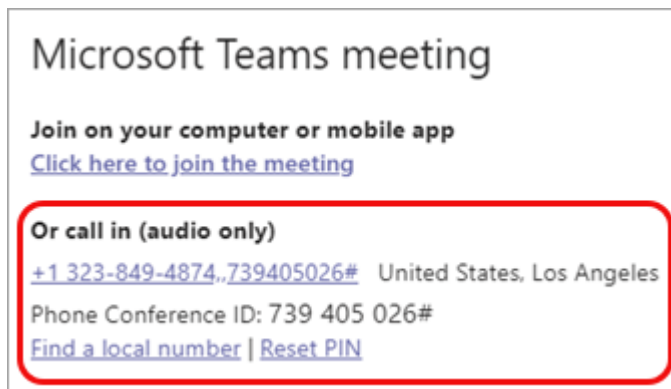 Microsoft Teams meeting
Join on your computer or mobile app
Click here to join the meeting
Or call in (audio only)
+1 323-849-4874,,739405026# United States, Los Angeles
Phone Conference ID: 739 405 026#
Find a local number | Reset PIN